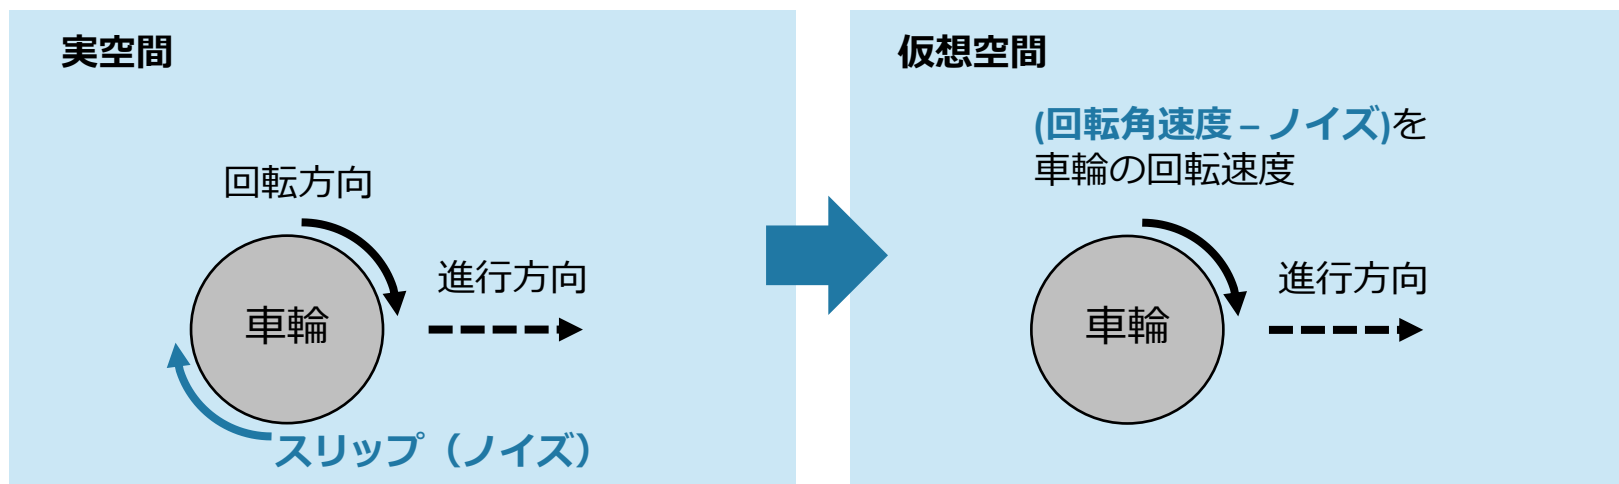 実空間
回転方向
進行方向
車輪
スリップ（ノイズ）
仮想空間
(回転角速度 – ノイズ)を
車輪の回転速度
進行方向
車輪